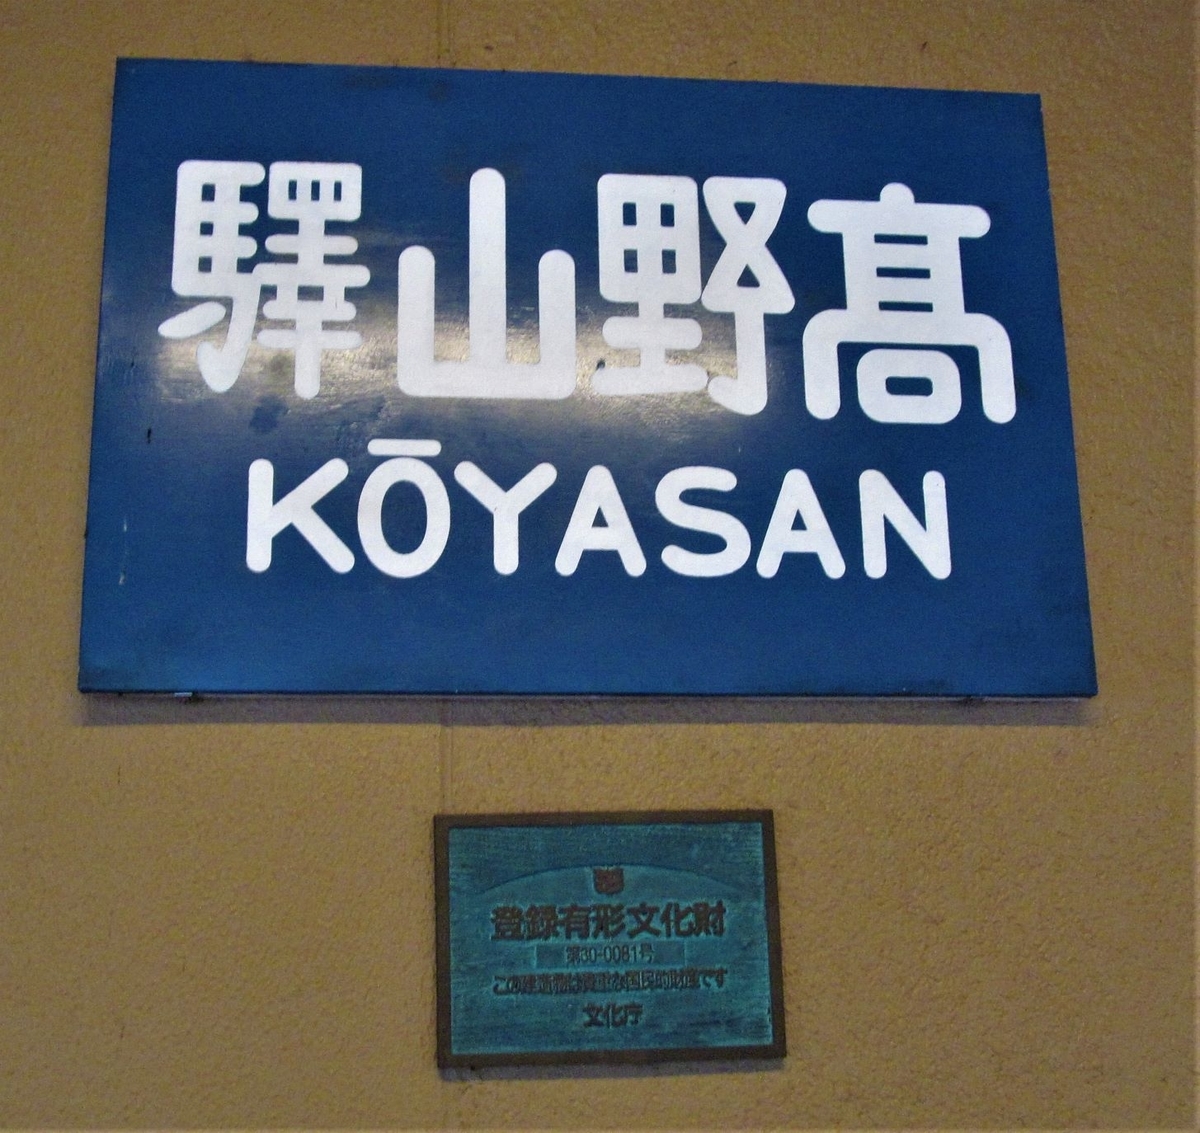 驛山野髙
KŌYASAN
登録有形文化財
第30-0081号
この建造物は貴重な国民的財産です
文化庁